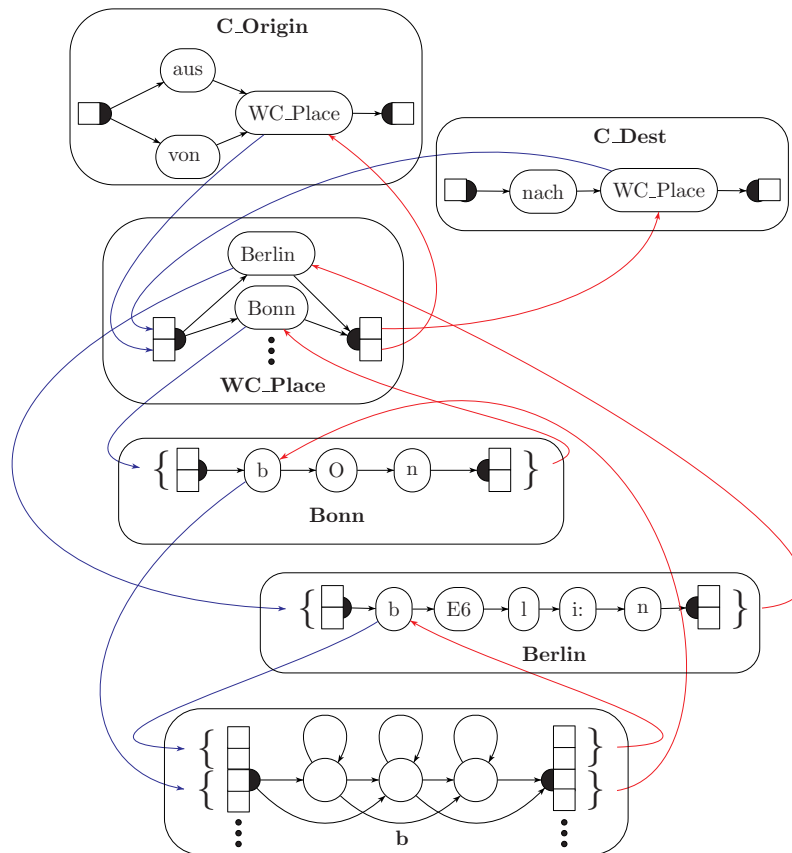 C_Origin
aus
WC_Place
von
C_Dest
nach
WC_Place
Berlin
Bonn
WC_Place
{ b O n }
Bonn
{ b E6 l i: n }
Berlin
{ }
{ }
b